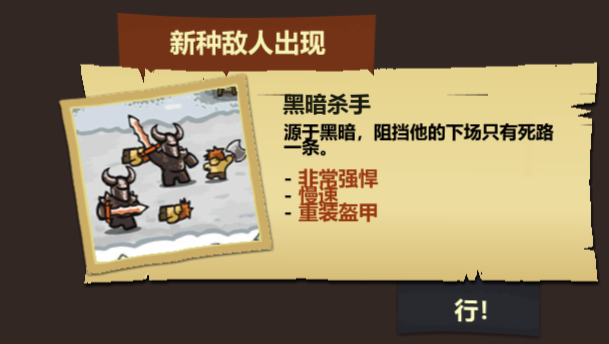 新种敌人出现
黑暗杀手
源于黑暗，阻挡他的下场只有死路
一条。
- 非常强悍
- 慢速
- 重装盔甲
行！